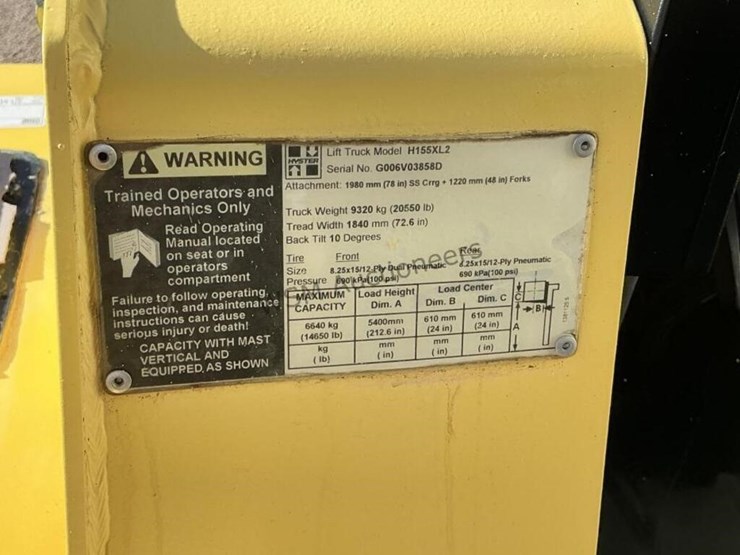 WARNING
Trained Operators and
Mechanics Only
Read Operating
Manual located
on seat or in
operators
compartment
Failure to follow operating,
inspection, and maintenance
instructions can cause
serious injury or death!
CAPACITY WITH MAST
VERTICAL AND
EQUIPPED AS SHOWN
HYSTER
Lift Truck Model H155XL2
Serial No. G006V03858D
Attachment: 1980 mm (78 in) SS Crrg + 1220 mm (48 in) Forks
Truck Weight 9320 kg (20550 lb)
Tread Width 1840 mm (72.6 in)
Back Tilt 10 Degrees
Tire Front Rear
Size 8.25x15/12-Ply Dual Pneumatic 8.25x15/12-Ply Pneumatic
Pressure 690 kPa(100 psi) 690 kPa(100 psi)
MAXIMUM CAPACITY Load Height Dim. A Load Center Dim. B Dim. C
6640 kg 5400mm 610 mm 610 mm
(14650 lb) (212.6 in) (24 in) (24 in)
kg mm mm mm
( lb) ( in) ( in) ( in)
C
B
A
Auctioneers